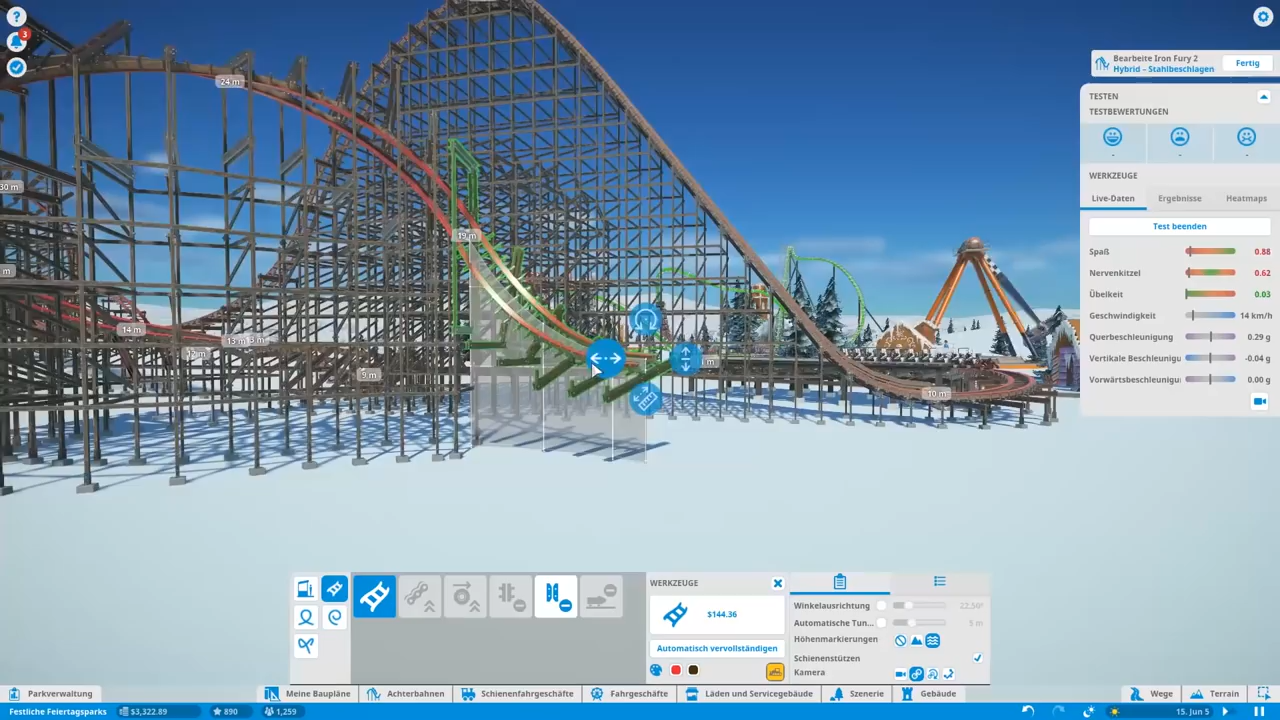 3
Bearbeite Iron Fury 2
Hybrid – Stahlbeschlagen
Fertig
TESTEN
TESTBEWERTUNGEN
- - -
WERKZEUGE
Live-Daten Ergebnisse Heatmaps
Test beenden
Spaß 0.88
Nervenkitzel 0.62
Übelkeit 0.03
Geschwindigkeit 14 km/h
Querbeschleunigung 0.29 g
Vertikale Beschleunigu -0.04 g
Vorwärtsbeschleunigu 0.00 g
24 m
30 m
19 m
m
14 m
13 m
9 m
m
10 m
WERKZEUGE
$144.36
Automatisch vervollständigen
Winkelausrichtung 22,50°
Automatische Tun... 5 m
Höhenmarkierungen
Schienenstützen
Kamera
Parkverwaltung
Meine Baupläne
Achterbahnen
Schienenfahrgeschäfte
Fahrgeschäfte
Läden und Servicegebäude
Szenerie
Gebäude
Wege
Terrain
Festliche Feiertagsparks
$3,322.89
890
1,259
15. Jun 5